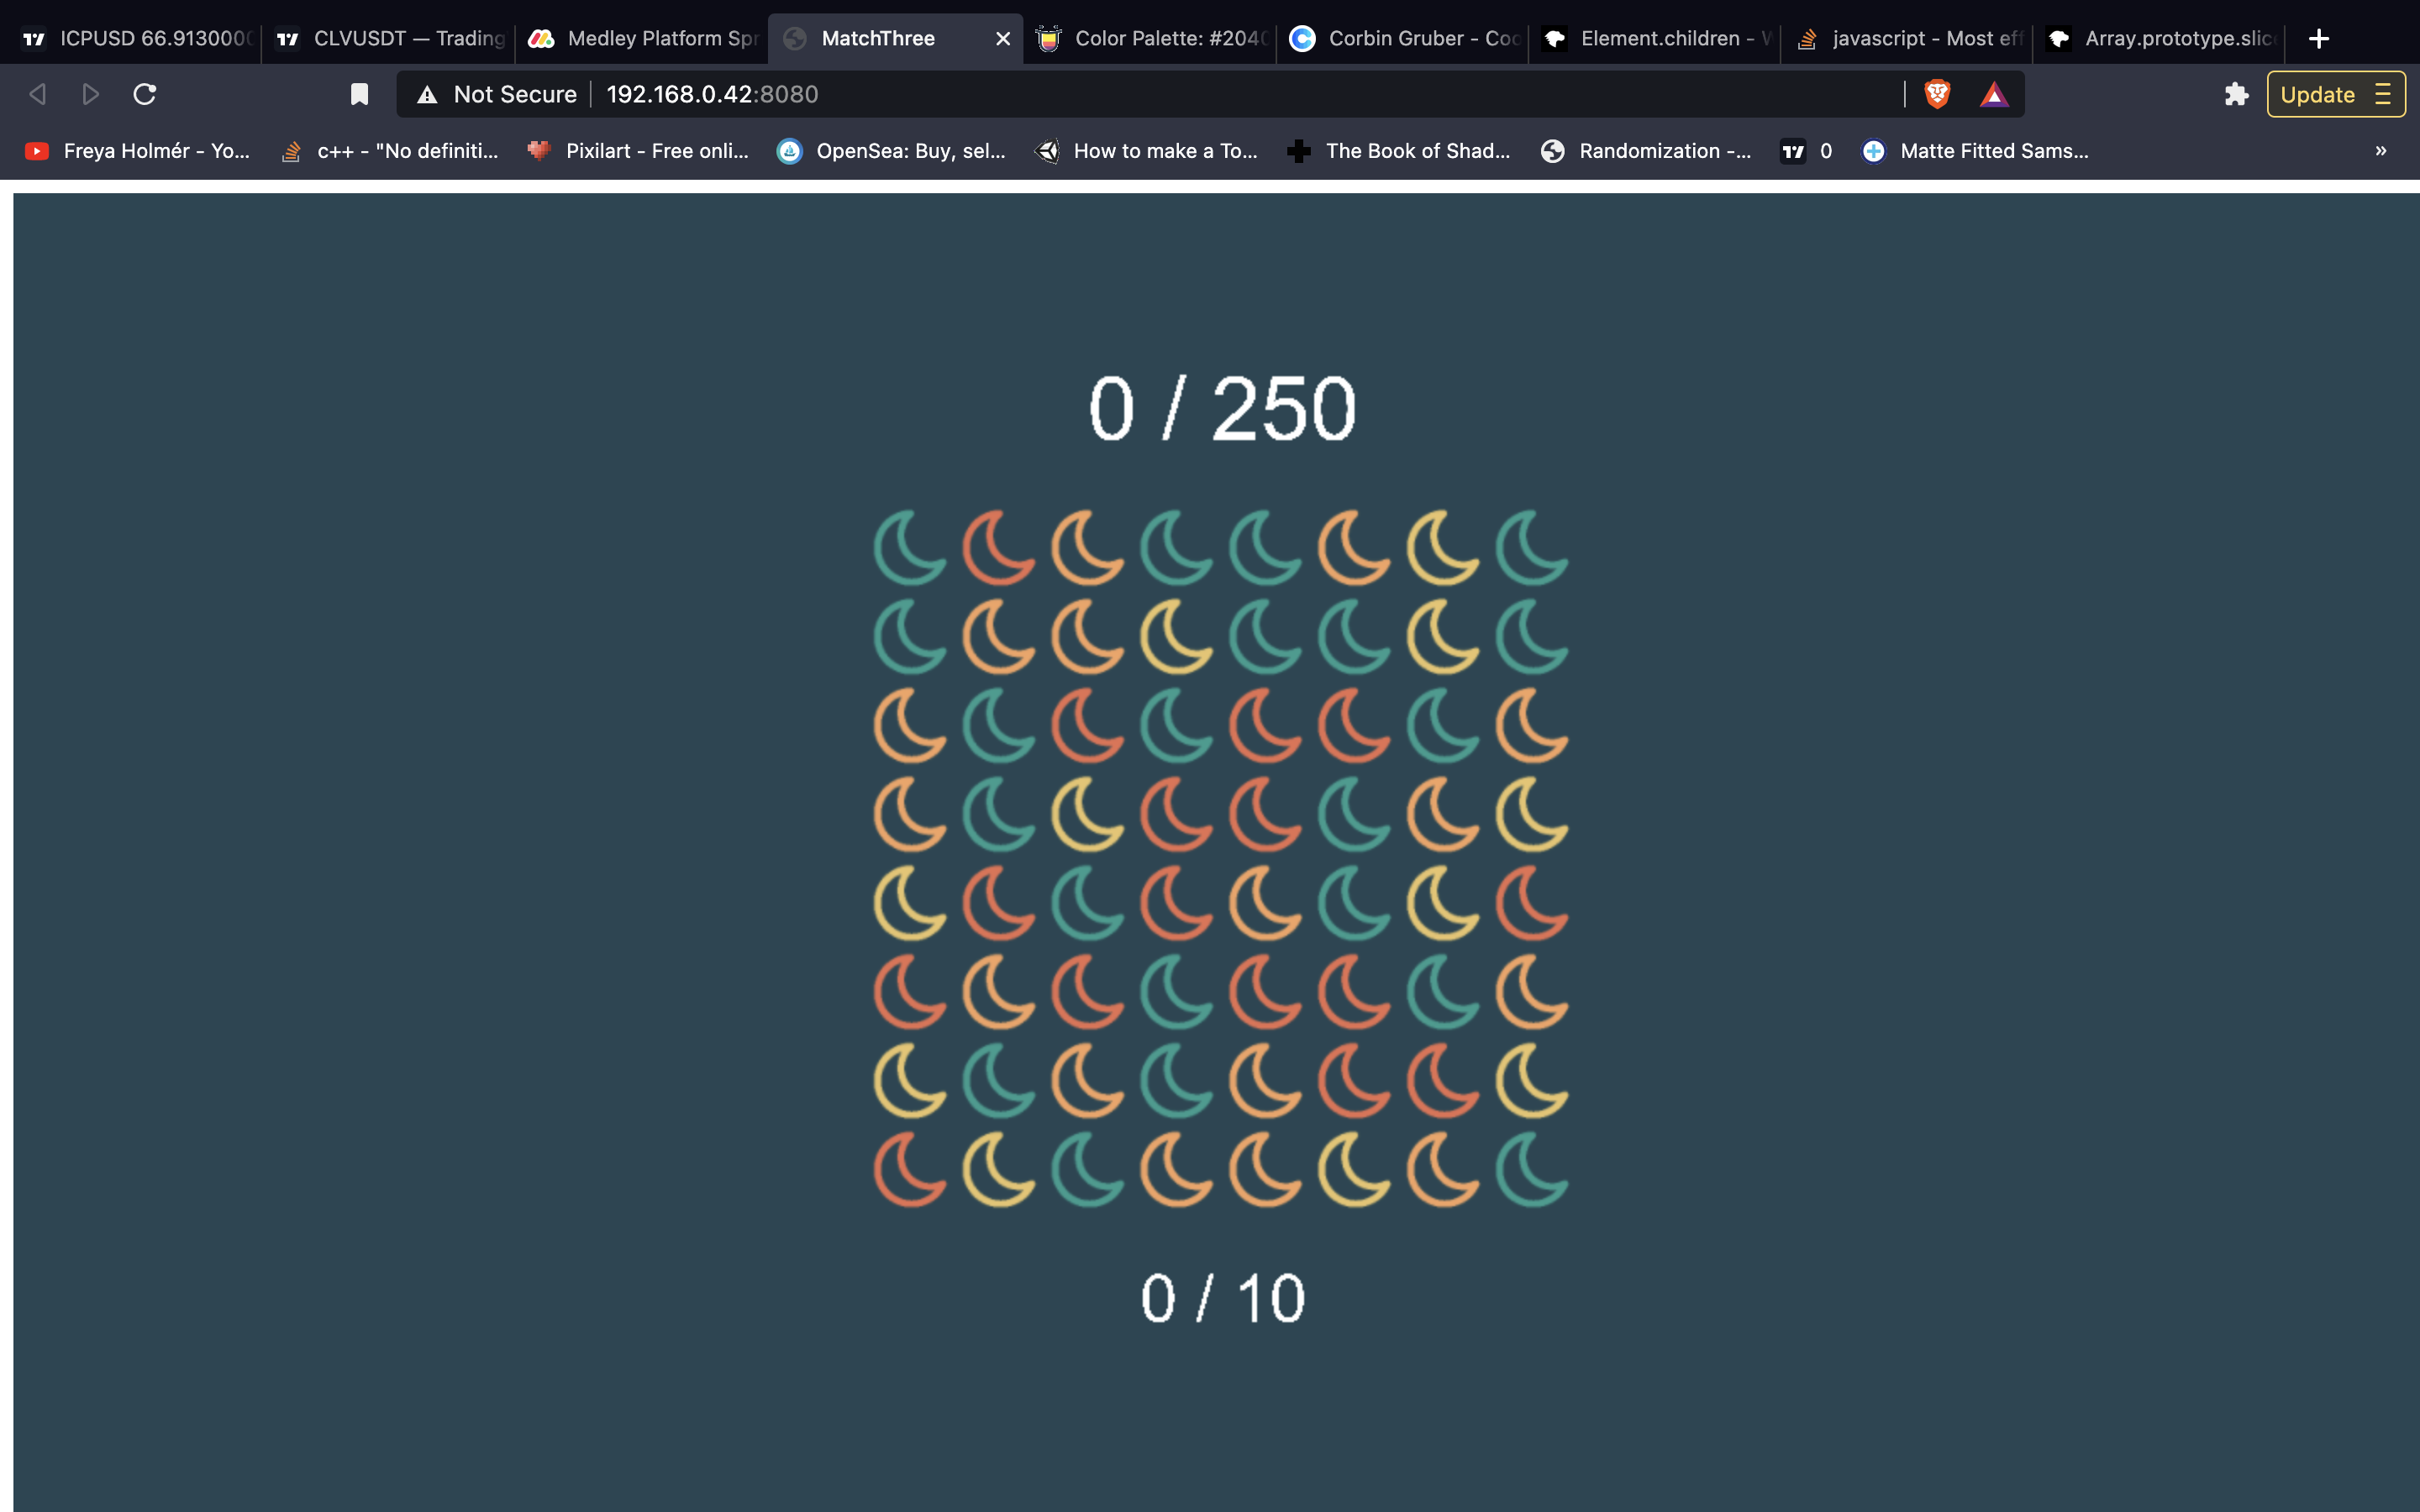 ICPUSD 66.913000 CLVUSDT — Trading Medley Platform Spr MatchThree Color Palette: #2040 Corbin Gruber - Coo Element.children - javascript - Most eff Array.prototype.slic
Not Secure 192.168.0.42:8080 Update
Freya Holmér - Yo... c++ - "No definiti... Pixilart - Free onli... OpenSea: Buy, sel... How to make a To... The Book of Shad... Randomization -... 0 Matte Fitted Sams... »
0 / 250
0 / 10